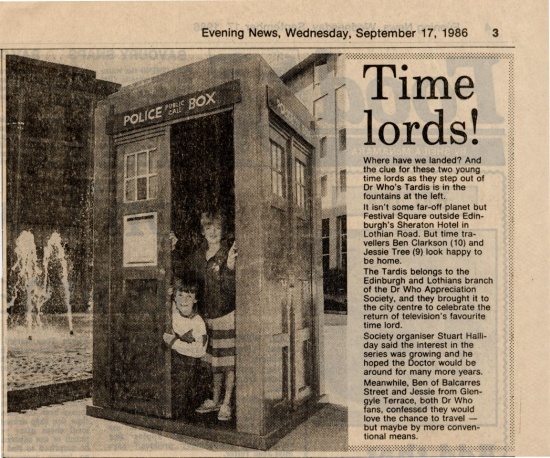 Evening News, Wednesday, September 17, 1986 3
POLICE PUBLIC CALL BOX
Time
lords!
Where have we landed? And
the clue for these two young
time lords as they step out of
Dr Who's Tardis is in the
fountains at the left.
It isn't some far-off planet but
Festival Square outside Edin-
burgh's Sheraton Hotel in
Lothian Road. But time tra-
vellers Ben Clarkson (10) and
Jessie Tree (9) look happy to
be home.
The Tardis belongs to the
Edinburgh and Lothians branch
of the Dr Who Appreciation
Society, and they brought it to
the city centre to celebrate the
return of television's favourite
time lord.
Society organiser Stuart Halli-
day said the interest in the
series was growing and he
hoped the Doctor would be
around for many more years.
Meanwhile, Ben of Balcarres
Street and Jessie from Glen-
gyle Terrace, both Dr Who
fans, confessed they would
love the chance to travel —
but maybe by more conven-
tional means.